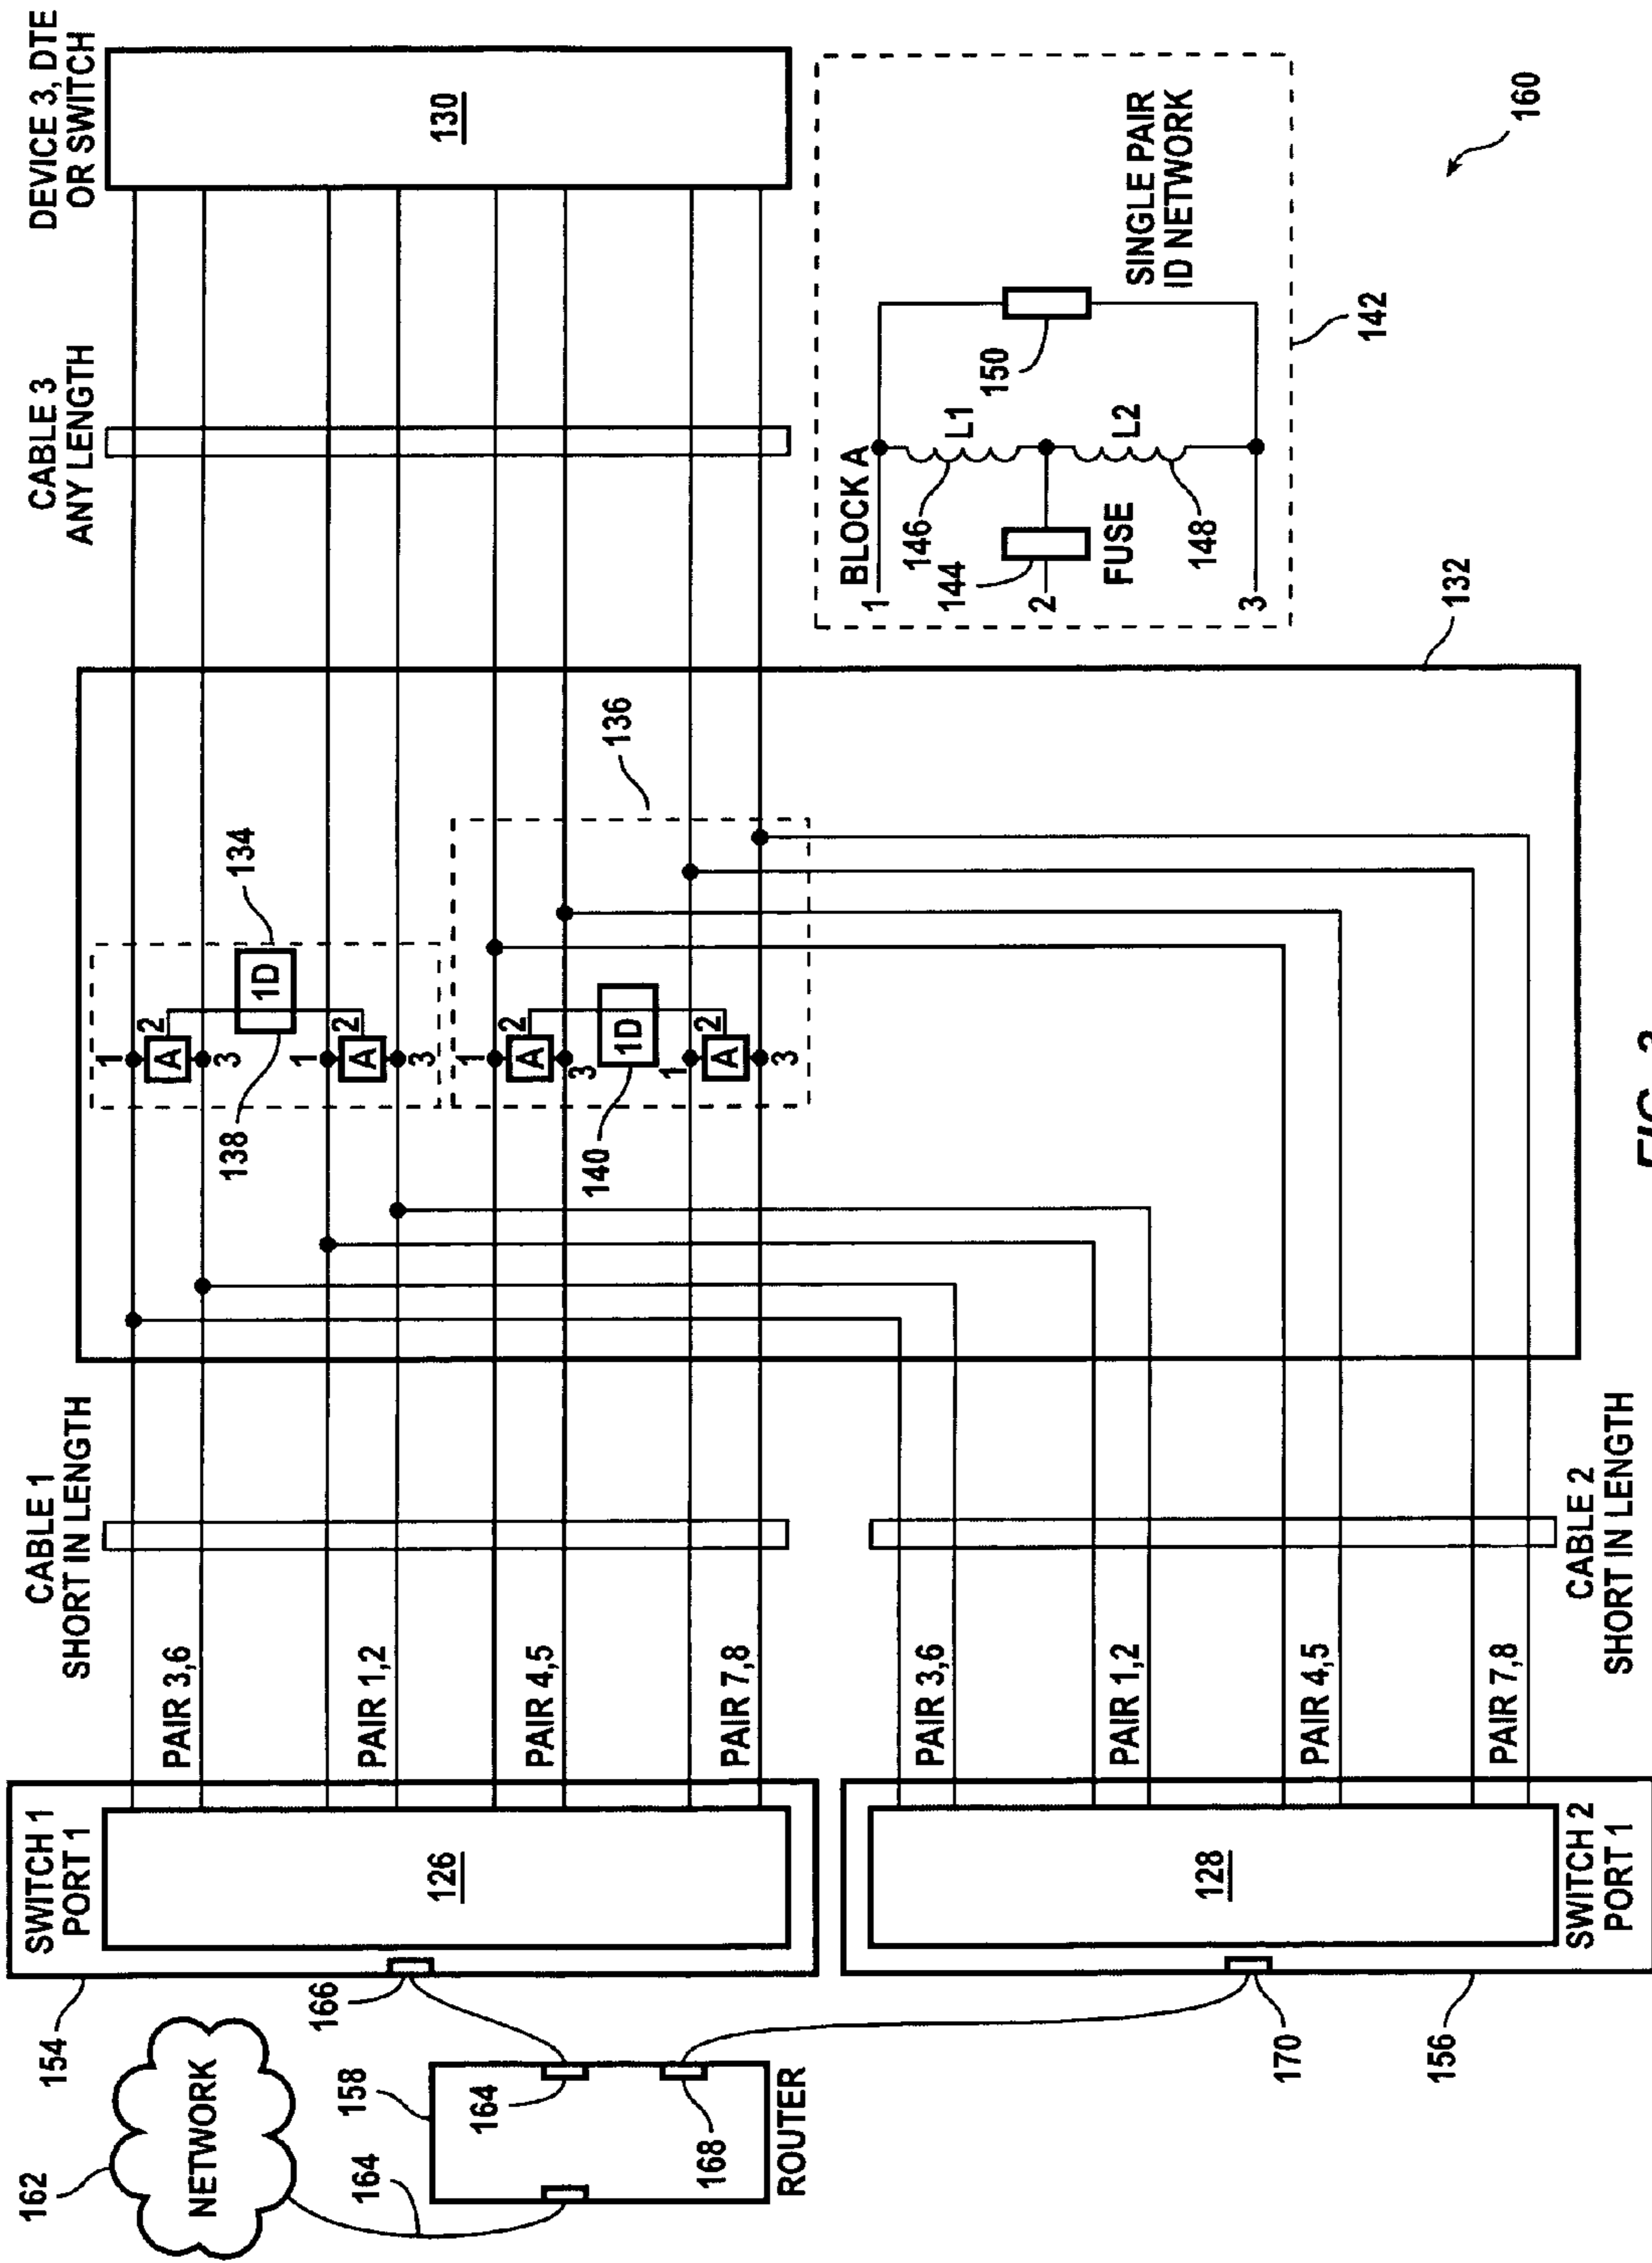 DEVICE 3, DTE
OR SWITCH
130
CABLE 3
ANY LENGTH
BLOCK A
1
2
3
L1
L2
146
144
148
150
FUSE
SINGLE PAIR
ID NETWORK
142
160
132
134
136
1
A
2
3
1D
1
A
2
3
138
1
A
2
3
1D
1
A
2
3
140
CABLE 1
SHORT IN LENGTH
CABLE 2
SHORT IN LENGTH
PAIR 3,6
PAIR 1,2
PAIR 4,5
PAIR 7,8
PAIR 3,6
PAIR 1,2
PAIR 4,5
PAIR 7,8
SWITCH 1
PORT 1
126
128
SWITCH 2
PORT 1
154
166
170
156
NETWORK
162
164
158
164
168
ROUTER